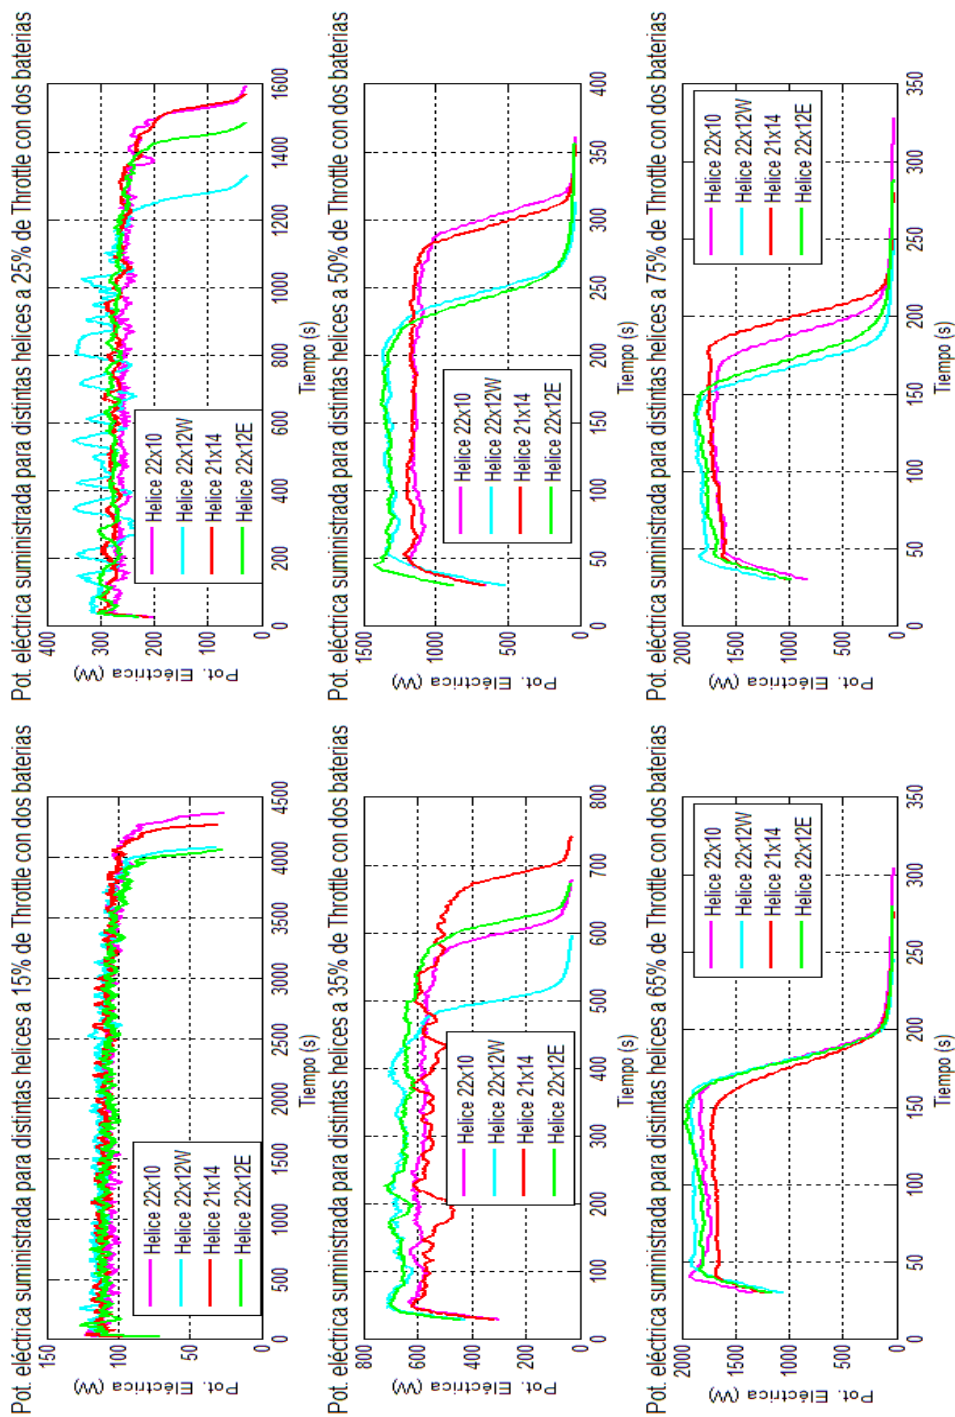 Pot. eléctrica suministrada para distintas helices a 15% de Throttle con dos baterias
150
100
50
0
Pot. Eléctrica
(W)
Helice 22x10
Helice 22x12W
Helice 21x14
Helice 22x12E
0 500 1000 1500 2000 2500 3000 3500 4000 4500
Tiempo (s)
Pot. eléctrica suministrada para distintas helices a 25% de Throttle con dos baterias
400
300
200
100
0
Pot. Eléctrica
(W)
Helice 22x10
Helice 22x12W
Helice 21x14
Helice 22x12E
0 200 400 600 800 1000 1200 1400 1600
Tiempo (s)
Pot. eléctrica suministrada para distintas helices a 35% de Throttle con dos baterias
800
600
400
200
0
Pot. Eléctrica
(W)
Helice 22x10
Helice 22x12W
Helice 21x14
Helice 22x12E
0 100 200 300 400 500 600 700 800
Tiempo (s)
Pot. eléctrica suministrada para distintas helices a 50% de Throttle con dos baterias
1500
1000
500
0
Pot. Eléctrica
(W)
Helice 22x10
Helice 22x12W
Helice 21x14
Helice 22x12E
0 50 100 150 200 250 300 350 400
Tiempo (s)
Pot. eléctrica suministrada para distintas helices a 65% de Throttle con dos baterias
2000
1500
1000
500
0
Pot. Eléctrica
(W)
Helice 22x10
Helice 22x12W
Helice 21x14
Helice 22x12E
0 50 100 150 200 250 300 350
Tiempo (s)
Pot. eléctrica suministrada para distintas helices a 75% de Throttle con dos baterias
2000
1500
1000
500
0
Pot. Eléctrica
(W)
Helice 22x10
Helice 22x12W
Helice 21x14
Helice 22x12E
0 50 100 150 200 250 300 350
Tiempo (s)